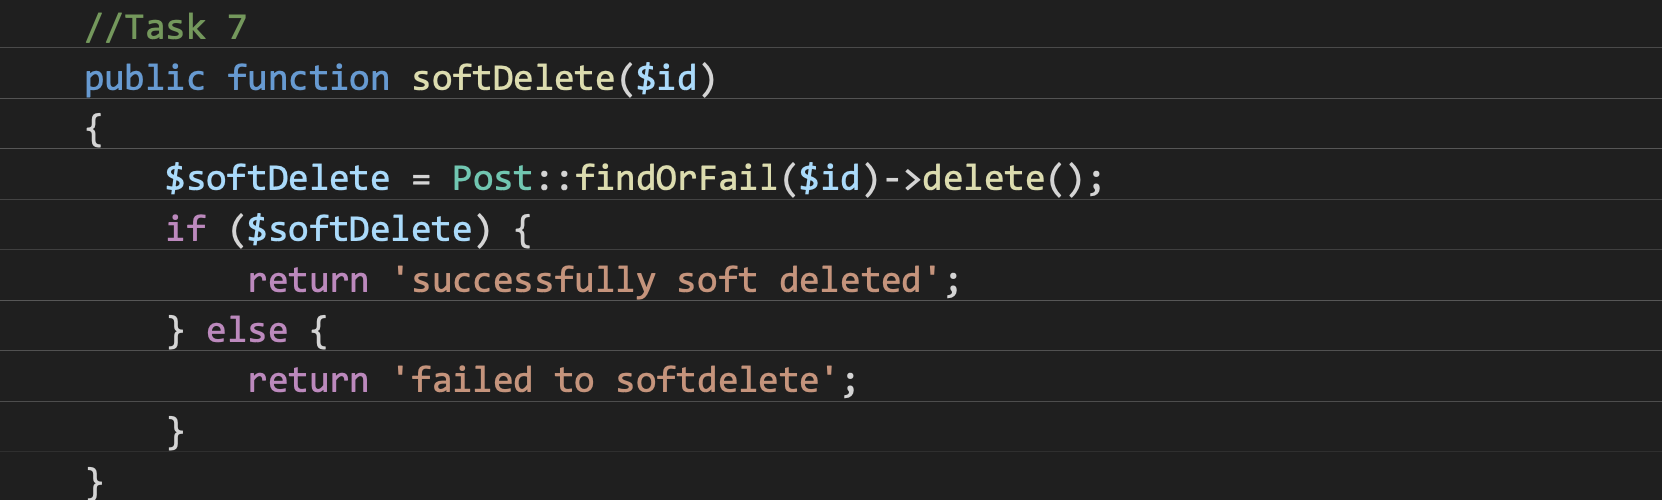 //Task 7
public function softDelete($id)
{
    $softDelete = Post::findOrFail($id)->delete();
    if ($softDelete) {
        return 'successfully soft deleted';
    } else {
        return 'failed to softdelete';
    }
}